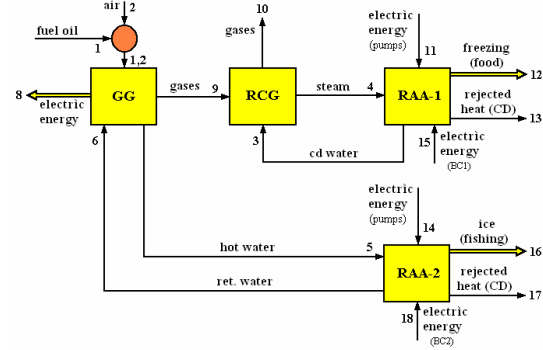 air 2
10
fuel oil
1
gases
electric
energy
(pumps)
11
freezing
(food)
1,2
8
electric
energy
GG
gases 9
RCG
steam 4
RAA-1
12
rejected
heat (CD)
13
6
3
cd water
15
electric
energy
(BC1)
electric
energy
(pumps)
14
ice
(fishing)
hot water 5
16
RAA-2
ret. water
rejected
heat (CD)
17
18
electric
energy
(BC2)